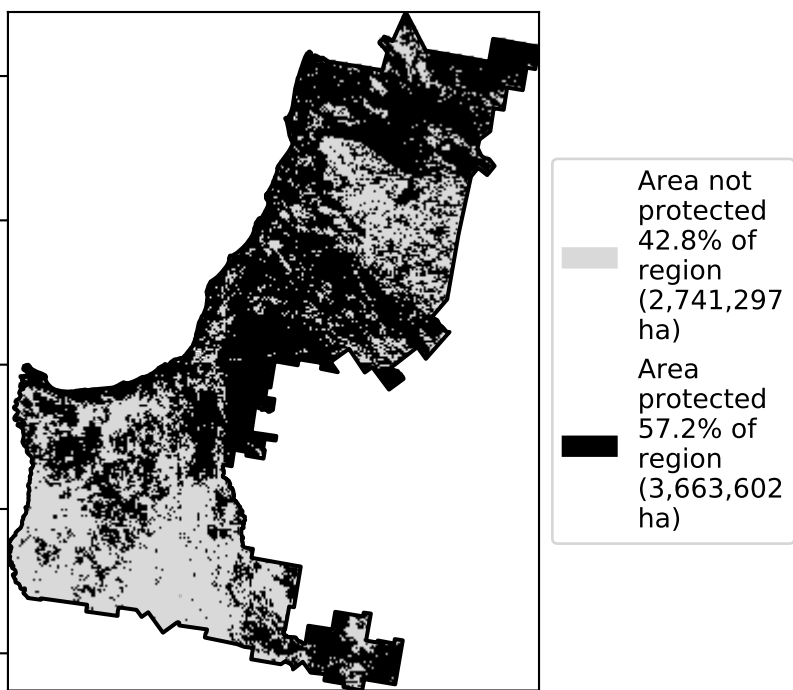 Area not
protected
42.8% of
region
(2,741,297
ha)
Area
protected
57.2% of
region
(3,663,602
ha)